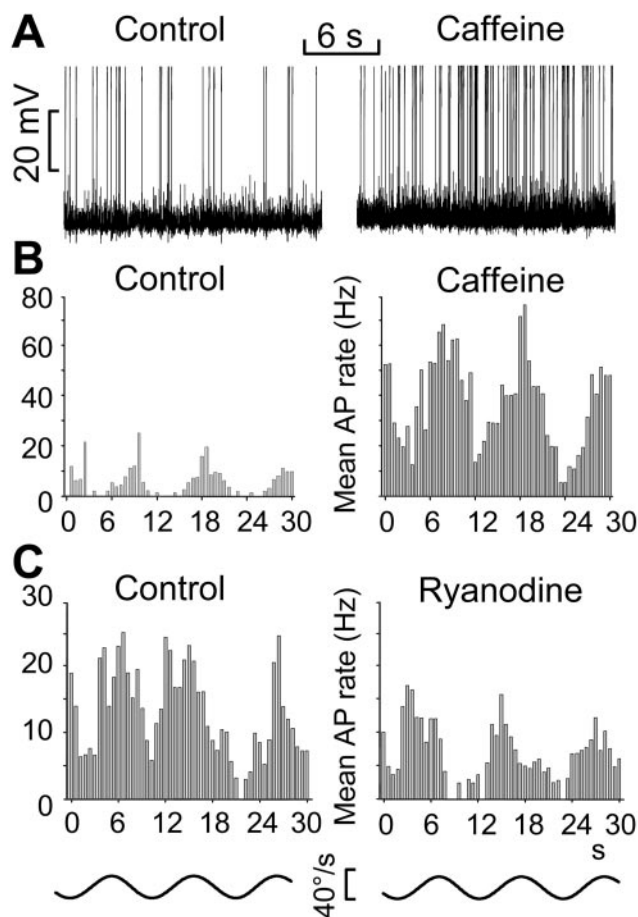 A
Control
6 s
Caffeine
20 mV
B
Control
Caffeine
80
60
40
20
0
0 6 12 18 24 30
Mean AP rate (Hz)
0 6 12 18 24 30
C
Control
Ryanodine
30
20
10
0
0 6 12 18 24 30
Mean AP rate (Hz)
0 6 12 18 24 30
s
40°/s